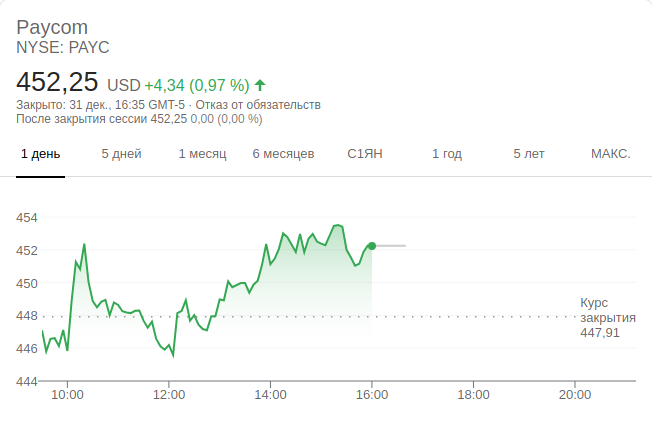 Paycom
NYSE: PAYC
452,25 USD +4,34 (0,97 %)
Закрыто: 31 дек., 16:35 GMT-5 · Отказ от обязательств
После закрытия сессии 452,25 0,00 (0,00 %)
1 день 5 дней 1 месяц 6 месяцев С1ЯН 1 год 5 лет МАКС.
454
452
450
448
446
444
Курс
закрытия
447,91
10:00 12:00 14:00 16:00 18:00 20:00